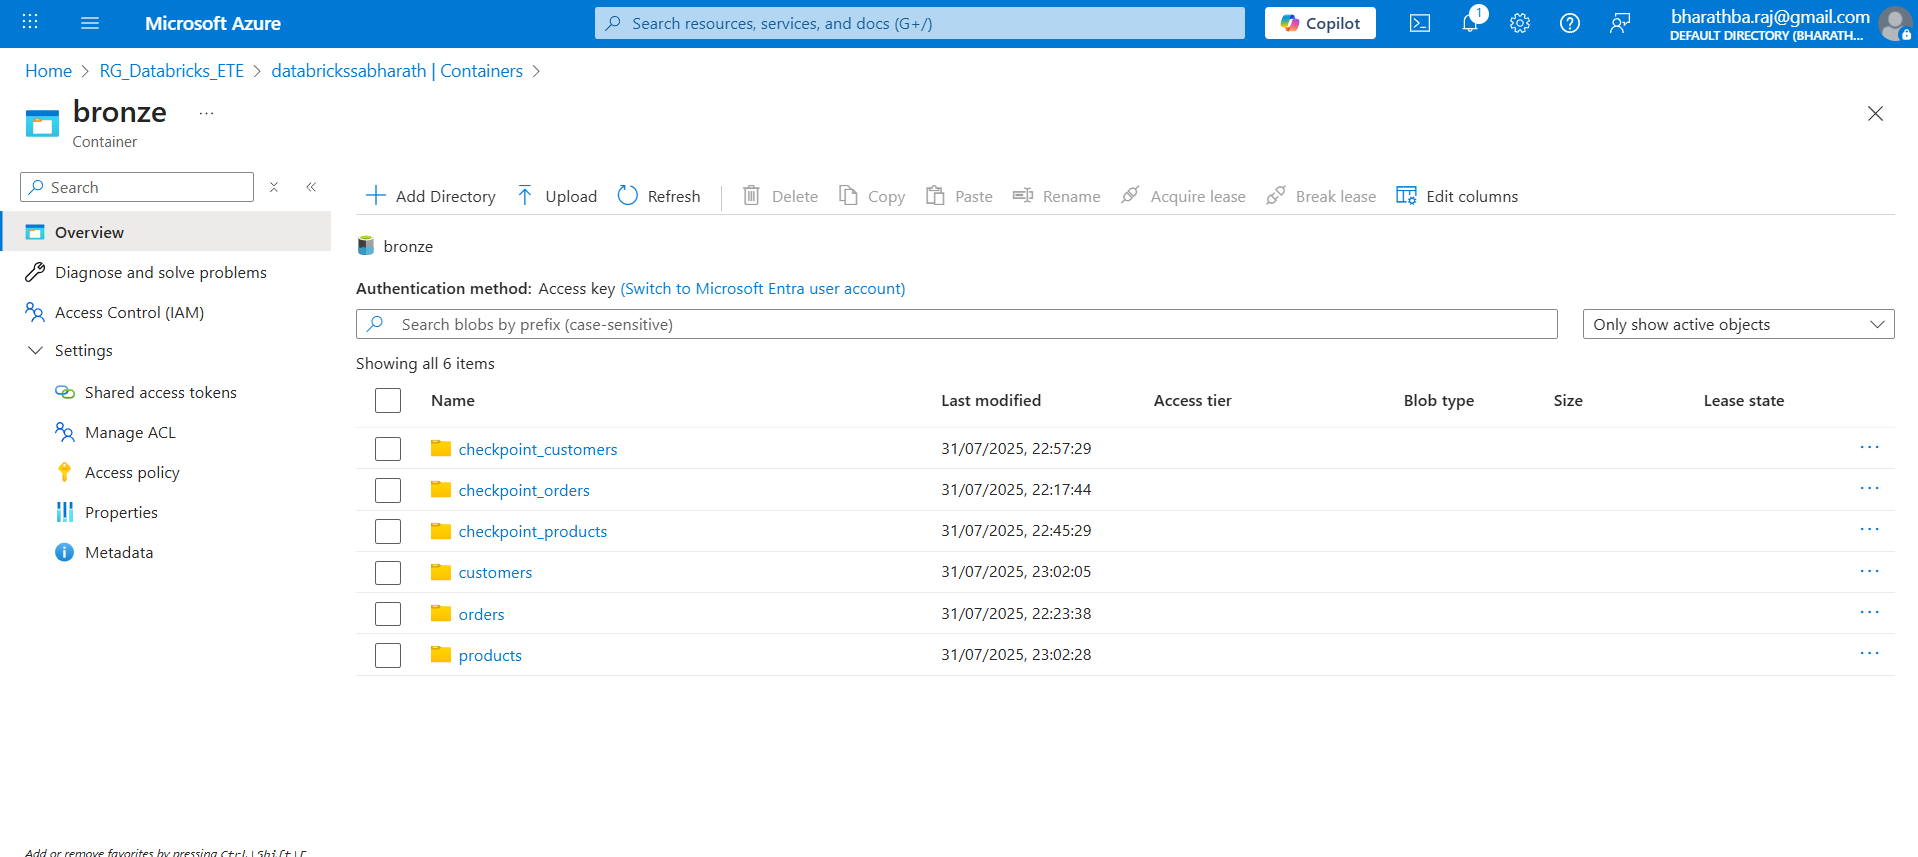 Microsoft Azure
Search resources, services, and docs (G+/)
Copilot
1
bharathba.raj@gmail.com
DEFAULT DIRECTORY (BHARATH...
Home > RG_Databricks_ETE > databrickssabharath | Containers >
bronze ...
Container
Search
Overview
Diagnose and solve problems
Access Control (IAM)
Settings
Shared access tokens
Manage ACL
Access policy
Properties
Metadata
Add Directory Upload Refresh Delete Copy Paste Rename Acquire lease Break lease Edit columns
bronze
Authentication method: Access key (Switch to Microsoft Entra user account)
Search blobs by prefix (case-sensitive)
Only show active objects
Showing all 6 items
Name Last modified Access tier Blob type Size Lease state
checkpoint_customers 31/07/2025, 22:57:29 ...
checkpoint_orders 31/07/2025, 22:17:44 ...
checkpoint_products 31/07/2025, 22:45:29 ...
customers 31/07/2025, 23:02:05 ...
orders 31/07/2025, 22:23:38 ...
products 31/07/2025, 23:02:28 ...
Add or remove favorites by pressing Ctrl+Shift+F